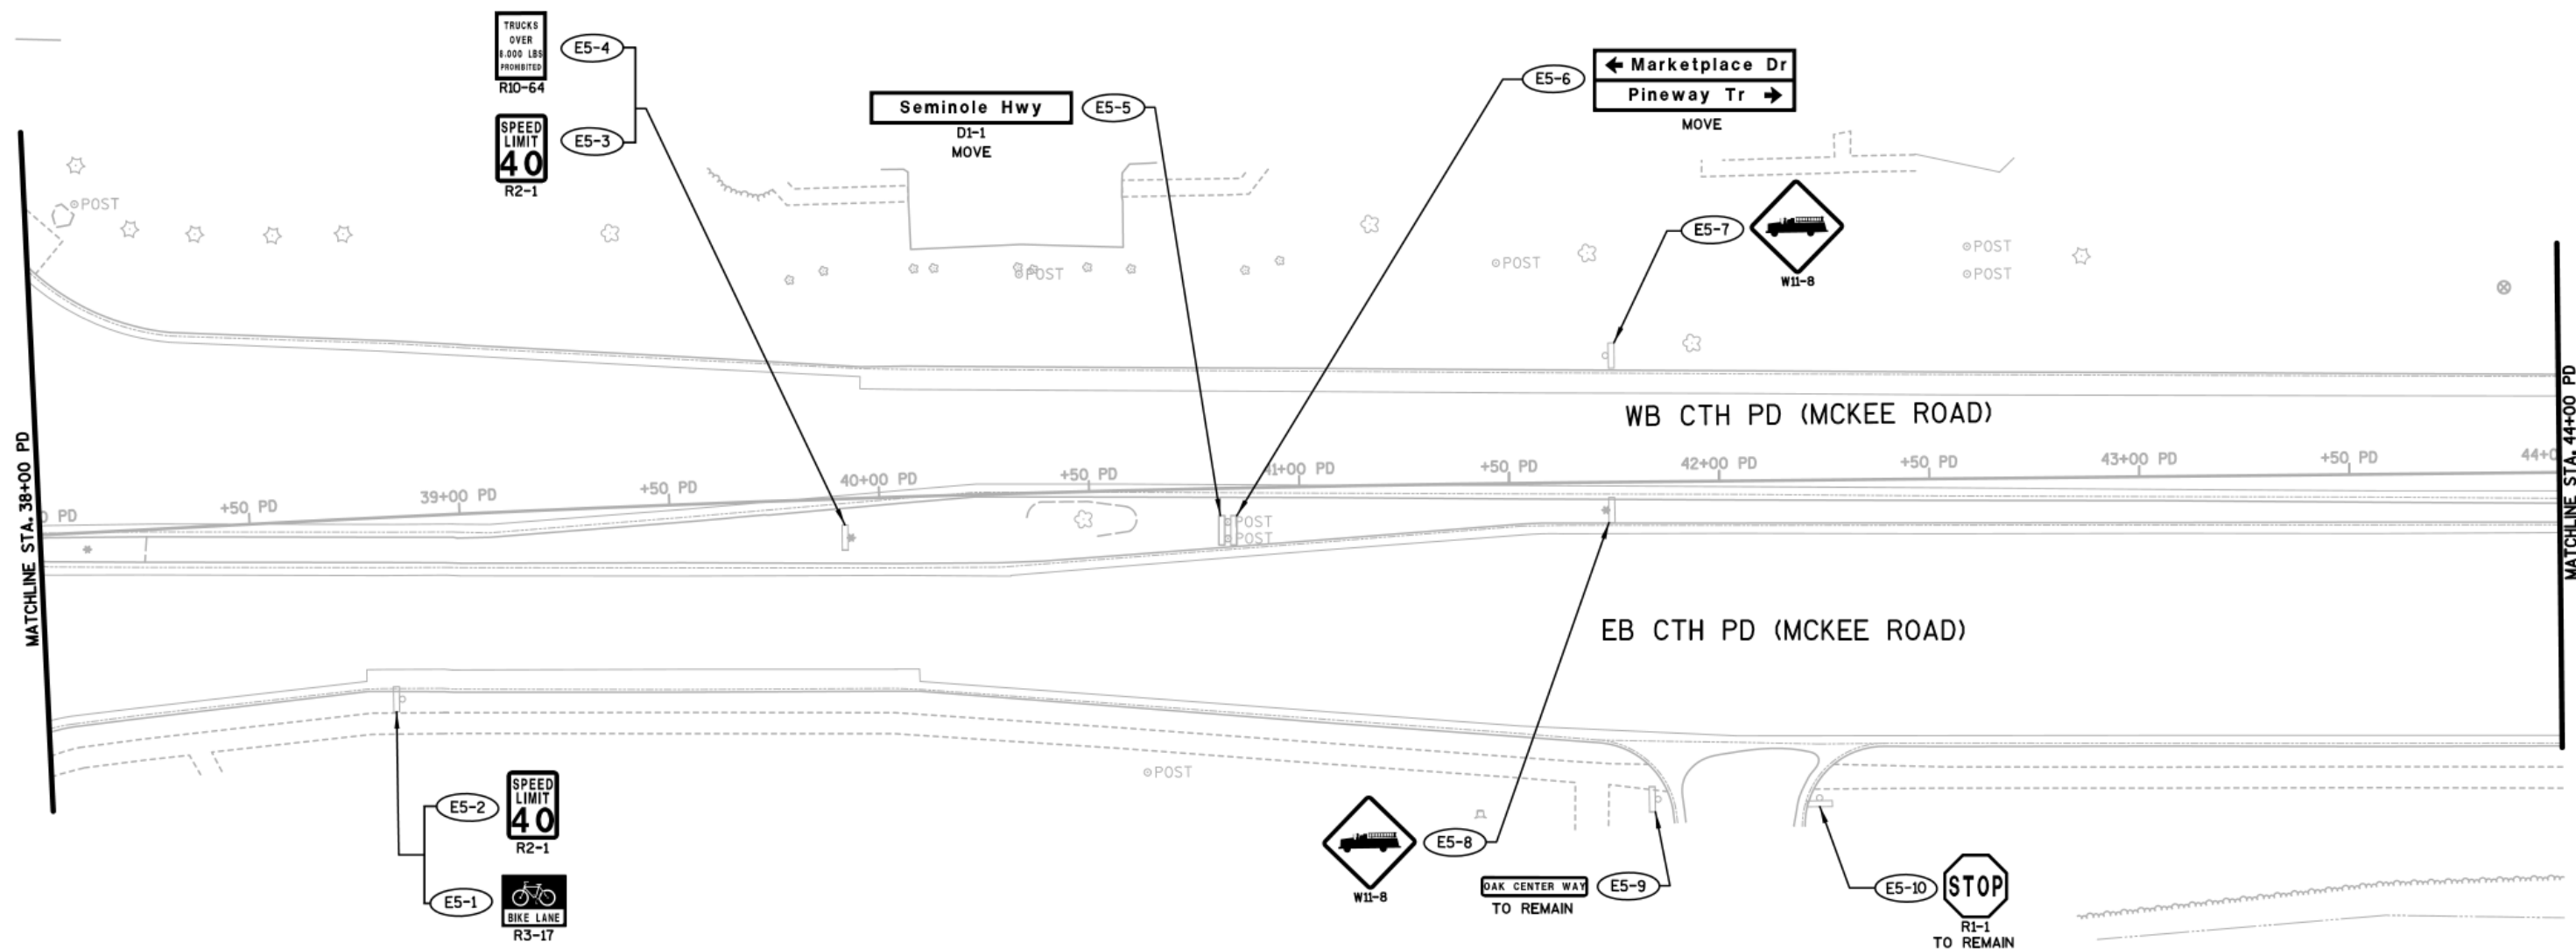 TRUCKS
OVER
8,000 LBS
PROHIBITED
R10-64
E5-4
SPEED
LIMIT
40
R2-1
E5-3
Seminole Hwy
D1-1
MOVE
E5-5
E5-6
← Marketplace Dr
Pineway Tr →
MOVE
E5-7
W11-8
POST
POST
POST
POST
POST
WB CTH PD (MCKEE ROAD)
MATCHLINE STA. 38+00 PD
MATCHLINE STA. 44+00 PD
0 PD
+50 PD
39+00 PD
+50 PD
40+00 PD
+50 PD
41+00 PD
+50 PD
42+00 PD
+50 PD
43+00 PD
+50 PD
44+0
POST
POST
EB CTH PD (MCKEE ROAD)
POST
E5-2
SPEED
LIMIT
40
R2-1
E5-1
BIKE LANE
R3-17
W11-8
E5-8
OAK CENTER WAY
TO REMAIN
E5-9
E5-10
STOP
R1-1
TO REMAIN